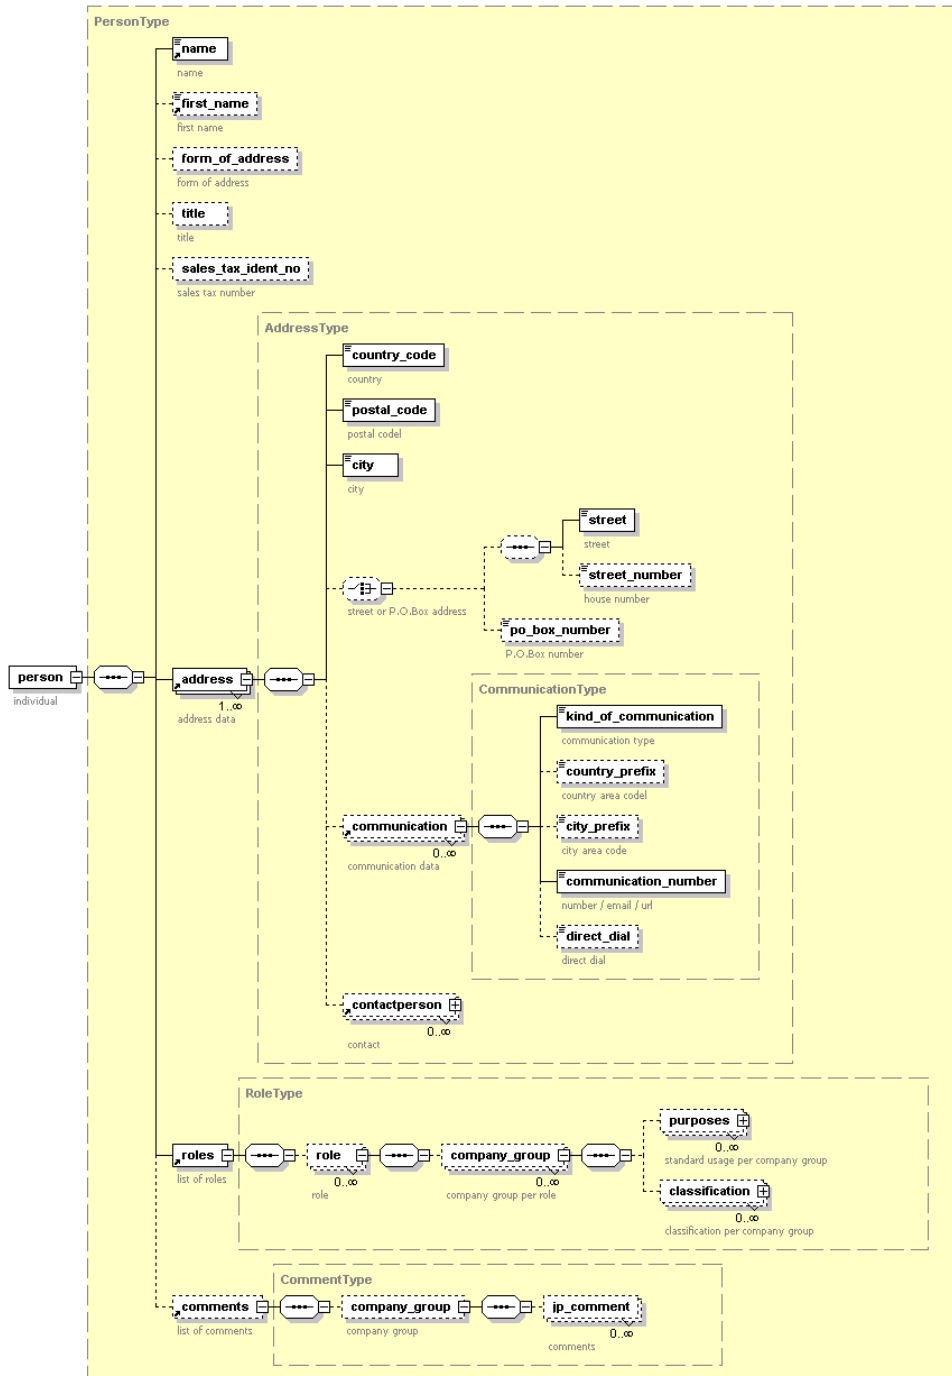 PersonType
name
name
first_name
first name
form_of_address
form of address
title
title
sales_tax_ident_no
sales tax number
AddressType
country_code
country
postal_code
postal codel
city
city
street
street
street_number
house number
street or P.O.Box address
po_box_number
P.O.Box number
person
individual
address
1..∞
address data
CommunicationType
kind_of_communication
communication type
country_prefix
country area codel
communication
0..∞
communication data
city_prefix
city area code
communication_number
number / email / url
direct_dial
direct dial
contactperson
0..∞
contact
RoleType
roles
list of roles
role
0..∞
role
company_group
0..∞
company group per role
purposes
0..∞
standard usage per company group
classification
0..∞
classification per company group
CommentType
comments
list of comments
company_group
company group
jp_comment
0..∞
comments